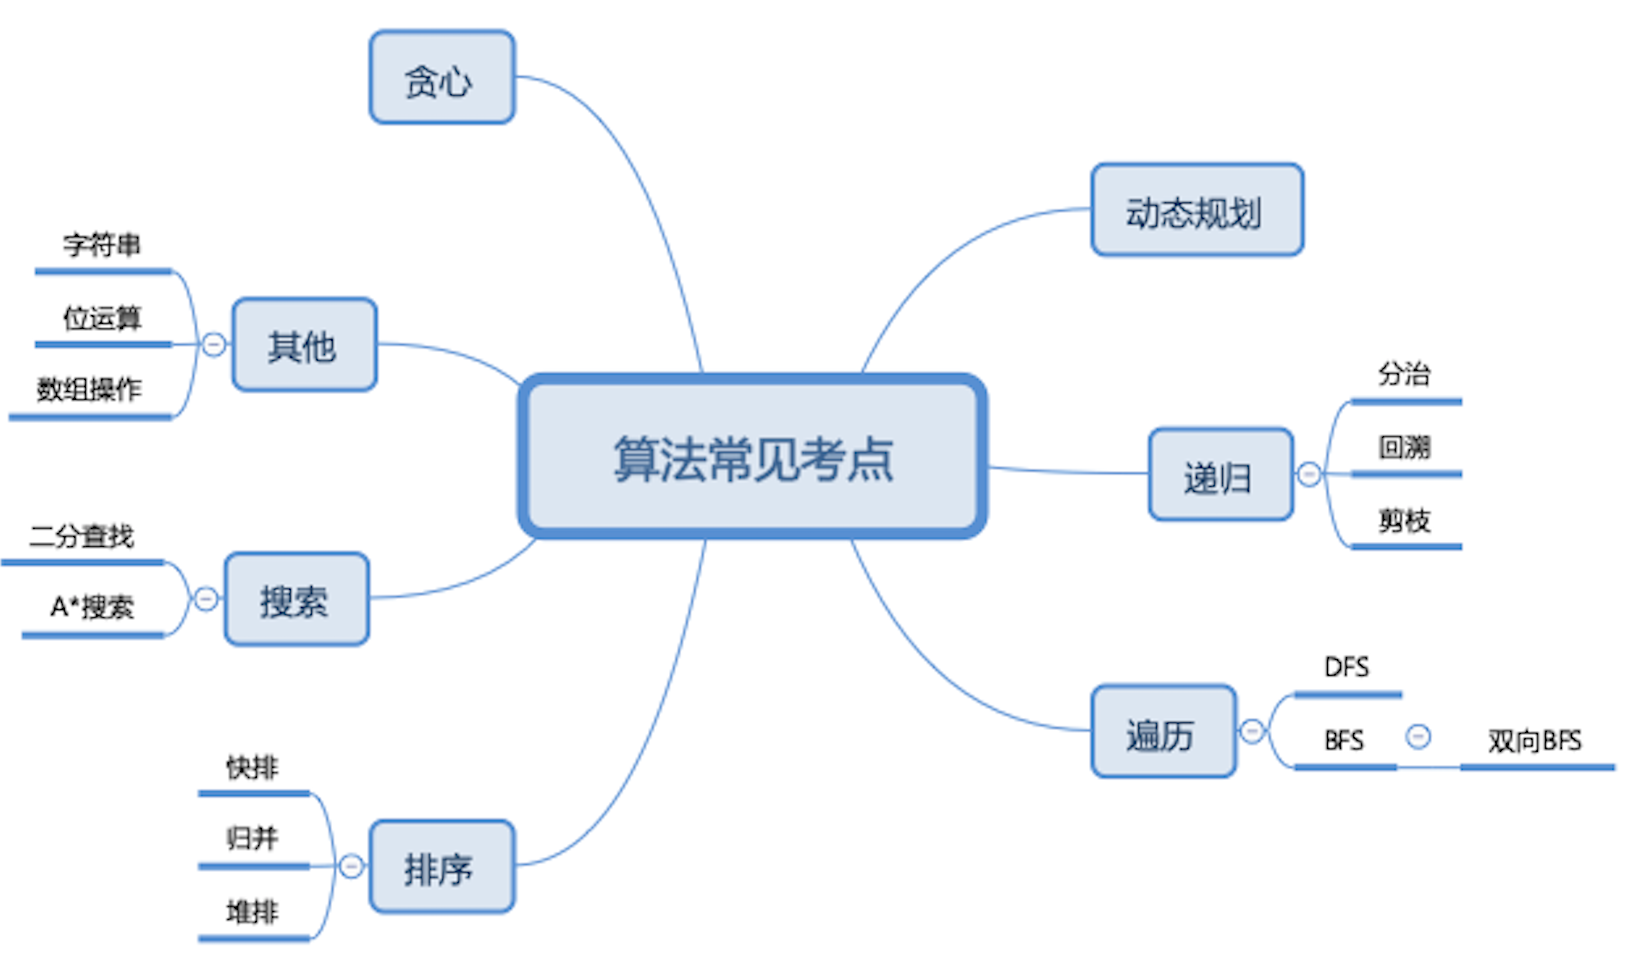 算法常见考点
动态规划
递归
分治
回溯
剪枝
遍历
DFS
BFS
双向BFS
排序
快排
归并
堆排
搜索
二分查找
A*搜索
其他
字符串
位运算
数组操作
贪心